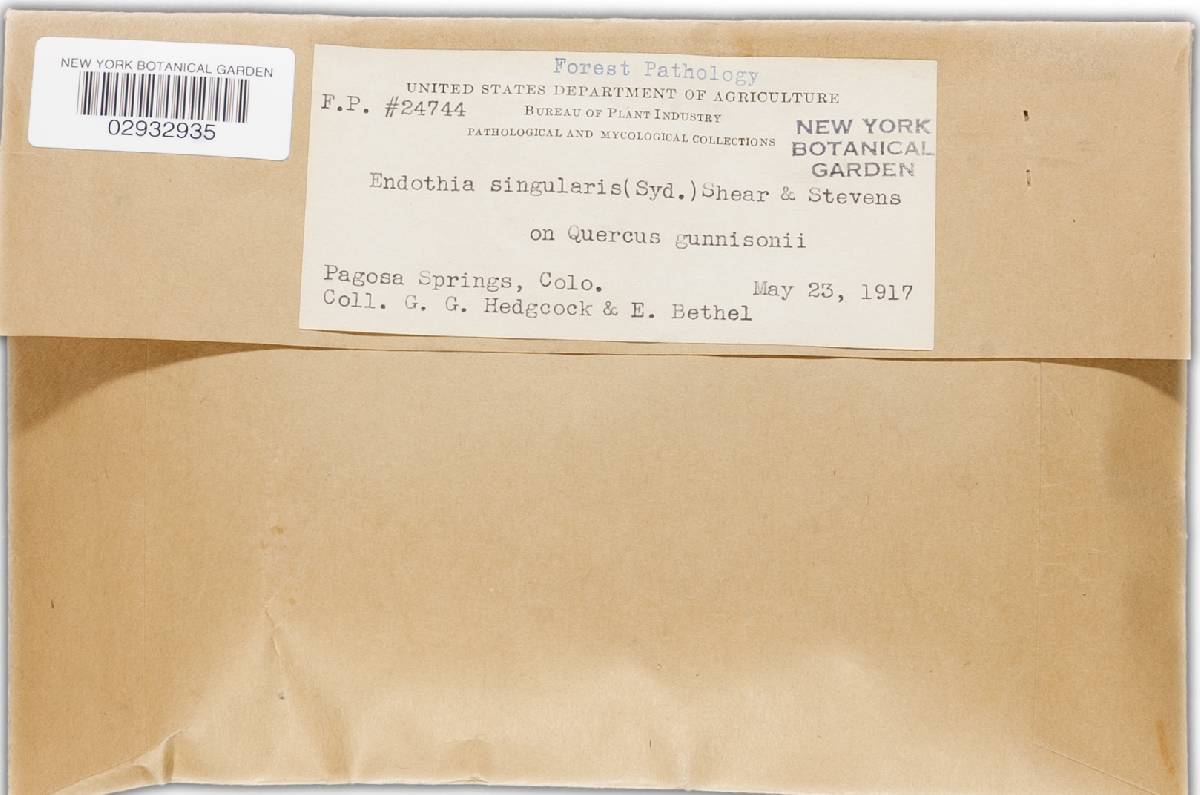 NEW YORK BOTANICAL GARDEN
02932935
Forest Pathology
UNITED STATES DEPARTMENT OF AGRICULTURE
F.P. #24744
BUREAU OF PLANT INDUSTRY
PATHOLOGICAL AND MYCOLOGICAL COLLECTIONS
NEW YORK
BOTANICAL
GARDEN
Endothia singularis(Syd.)Shear & Stevens
on Quercus gunnisonii
Pagosa Springs, Colo. May 23, 1917
Coll. G. G. Hedgcock & E. Bethel